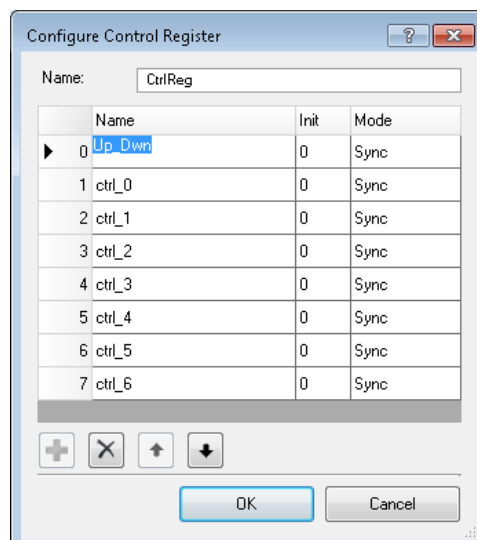 Configure Control Register
Name: CtrlReg
Name Init Mode
0 Up_Dwn 0 Sync
1 ctrl_0 0 Sync
2 ctrl_1 0 Sync
3 ctrl_2 0 Sync
4 ctrl_3 0 Sync
5 ctrl_4 0 Sync
6 ctrl_5 0 Sync
7 ctrl_6 0 Sync
OK Cancel